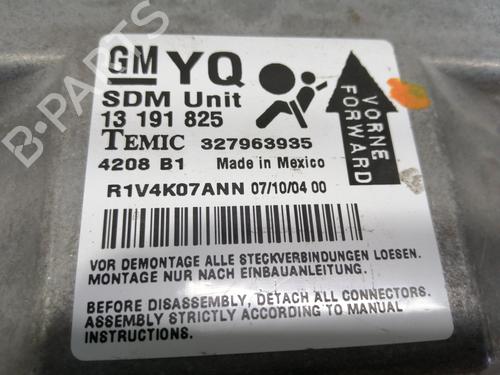 GM YQ
SDM Unit
13 191 825
TEMIC 327963935
4208 B1 Made in Mexico
R1V4K07ANN 07/10/04 00
VORNE
FORWARD
VOR DEMONTAGE ALLE STECKVERBINDUNGEN LOESEN.
MONTAGE NUR NACH EINBAUANLEITUNG.
BEFORE DISASSEMBLY, DETACH ALL CONNECTORS.
ASSEMBLY STRICTLY ACCORDING TO MANUAL
INSTRUCTIONS.
B-PARTS